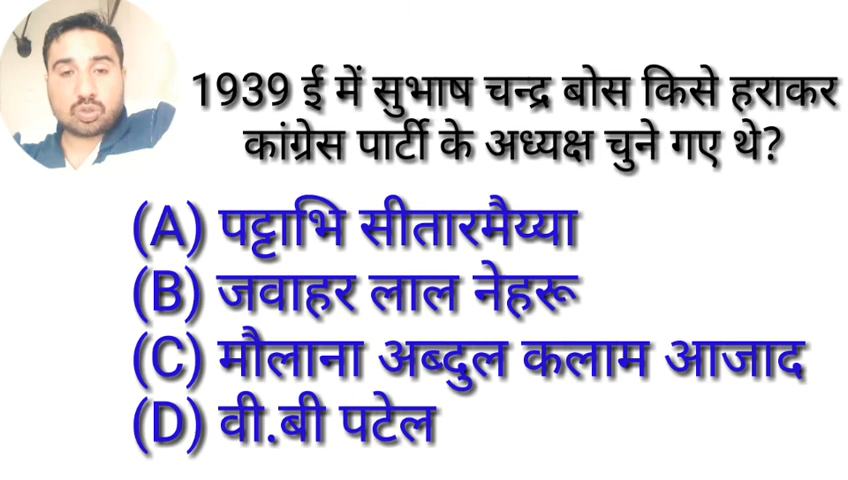 1939 ई में सुभाष चन्द्र बोस किसे हराकर
कांग्रेस पार्टी के अध्यक्ष चुने गए थे?
(A) पट्टाभि सीतारमैय्या
(B) जवाहर लाल नेहरू
(C) मौलाना अब्दुल कलाम आजाद
(D) वी.बी पटेल